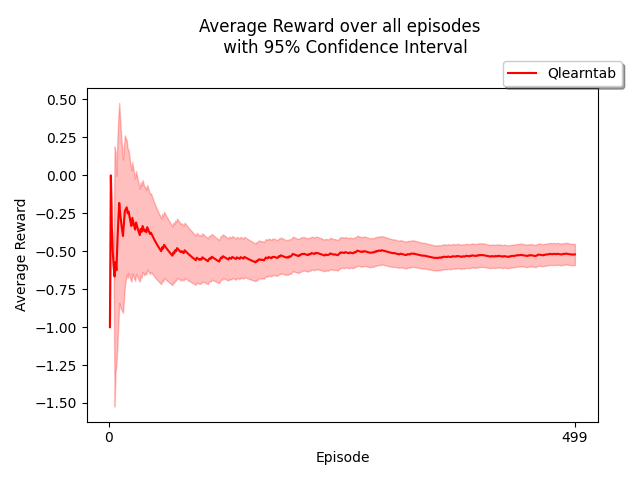 Average Reward over all episodes
with 95% Confidence Interval
Qlearntab
0.50
0.25
0.00
−0.25
−0.50
−0.75
−1.00
−1.25
−1.50
Average Reward
0
499
Episode